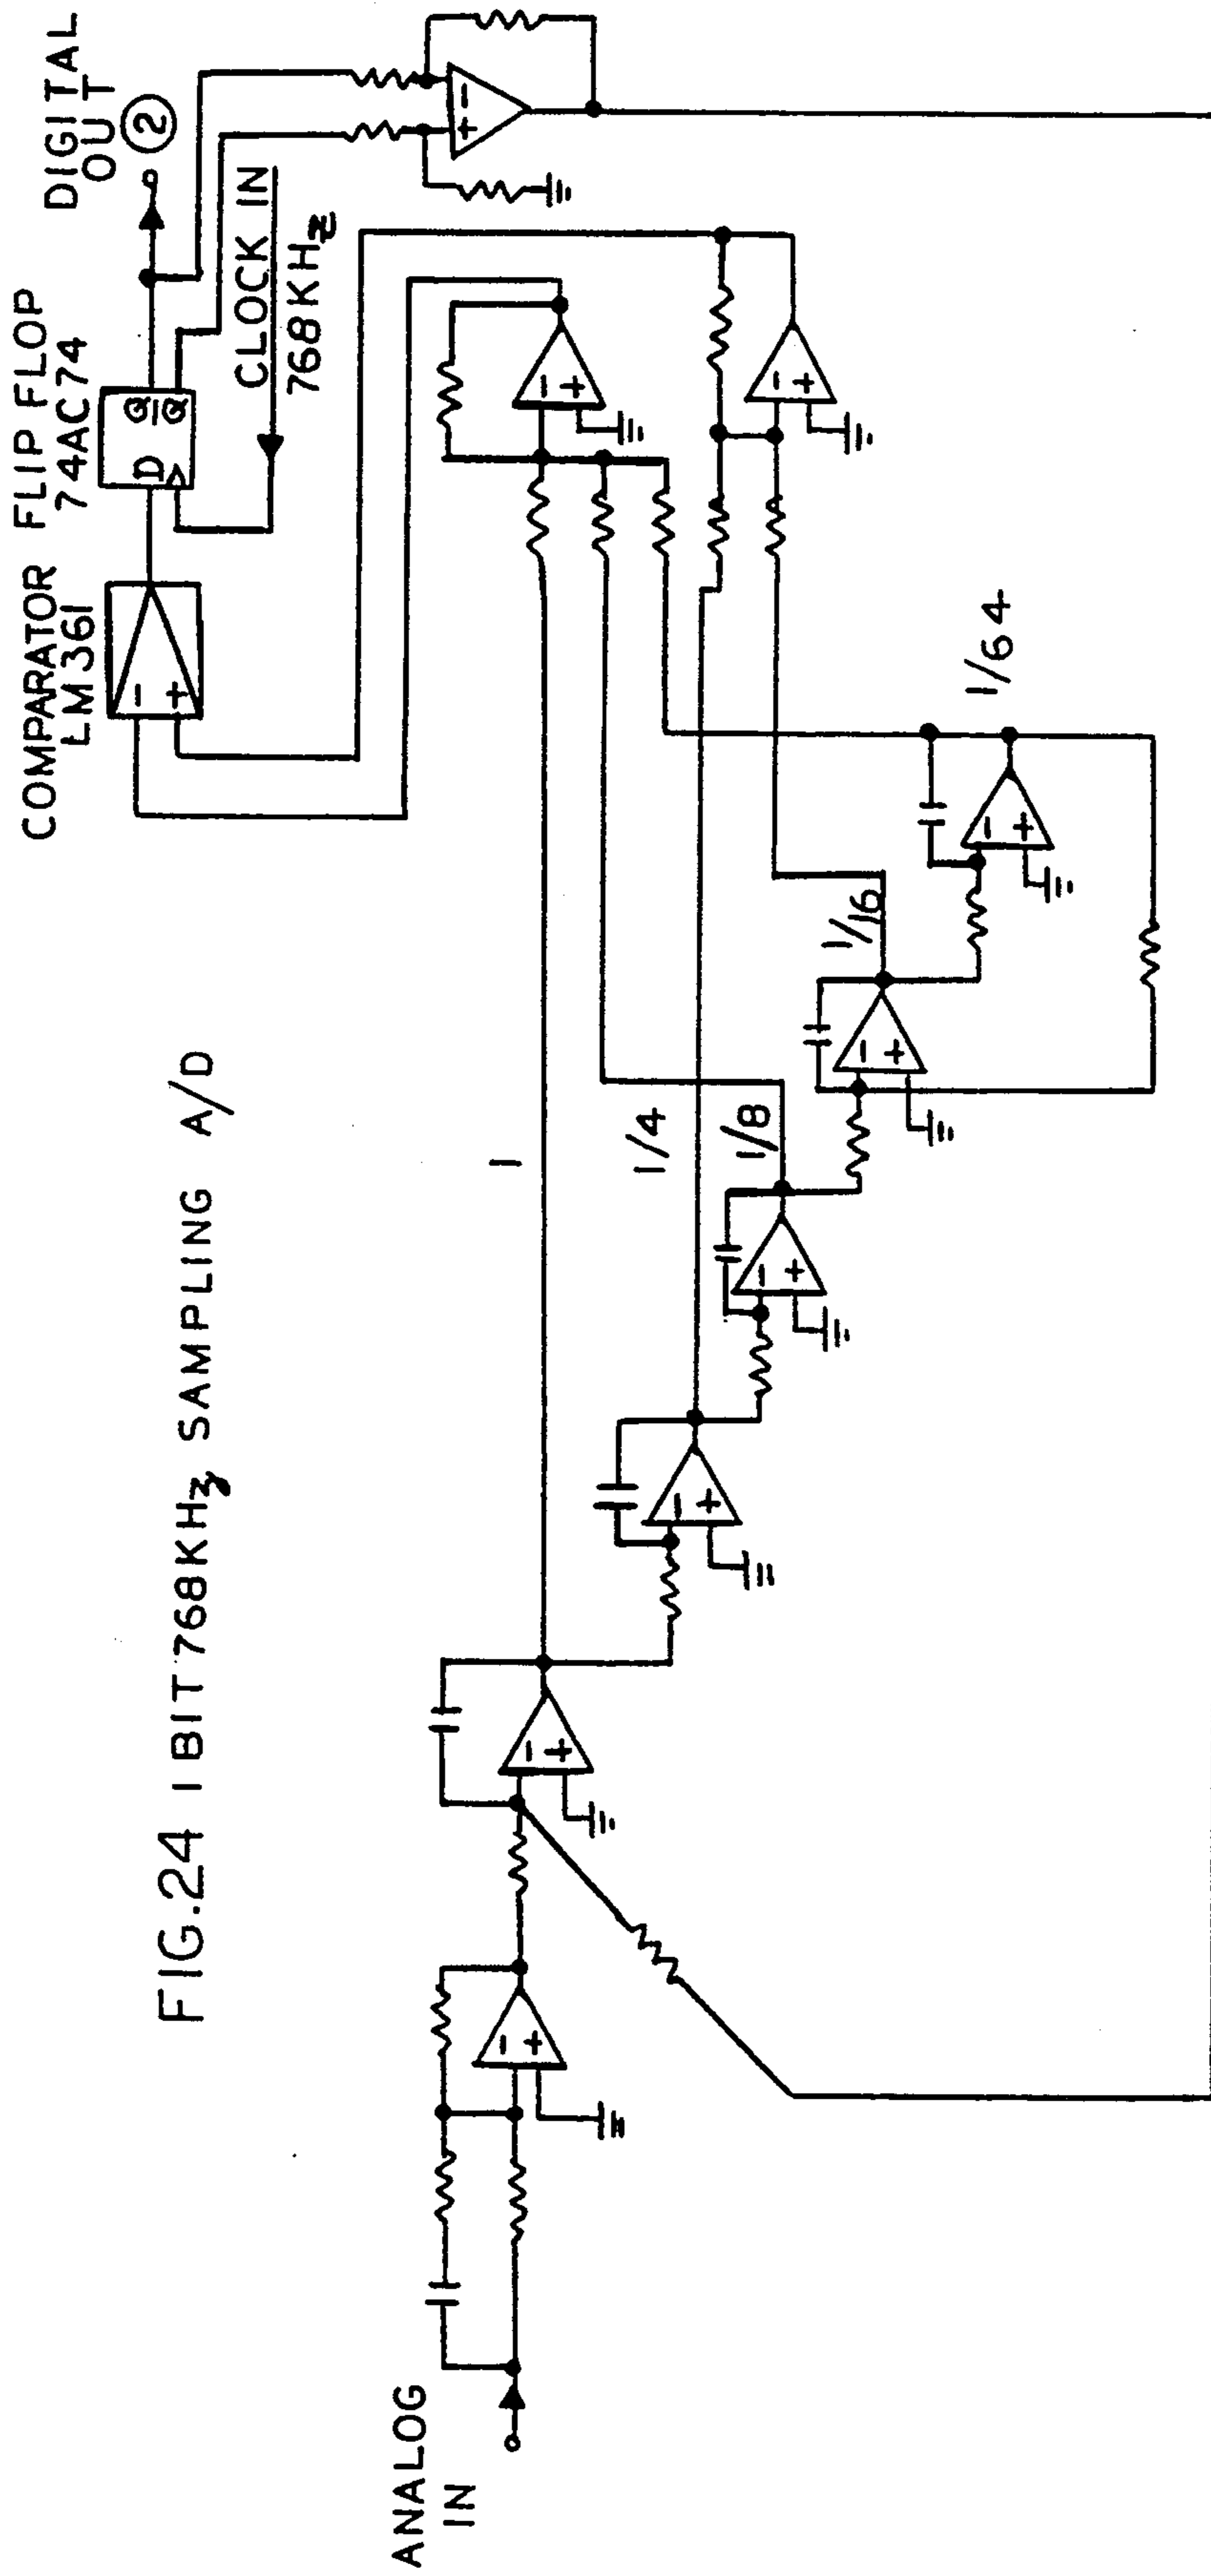 FIG.24 1 BIT 768KHz SAMPLING A/D
ANALOG
IN
COMPARATOR
LM361
FLIP FLOP
74AC74
DIGITAL
OUT
2
CLOCK IN
768KHz
D
Q
Q̅
1
1/4
1/8
1/16
1/64
- +
- +
- +
- +
- +
- +
- +
- +
- +
- +